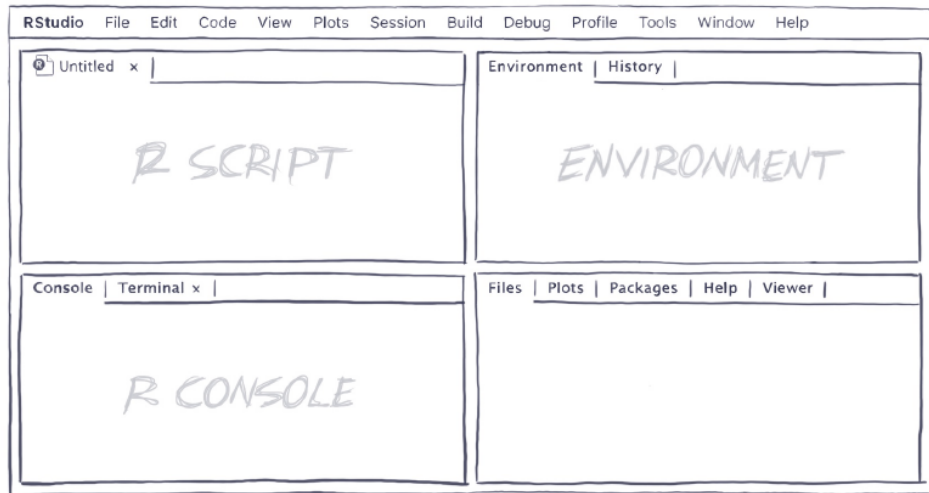 RStudio File Edit Code View Plots Session Build Debug Profile Tools Window Help
R Untitled x |
R SCRIPT
Environment | History |
ENVIRONMENT
Console | Terminal x |
R CONSOLE
Files | Plots | Packages | Help | Viewer |